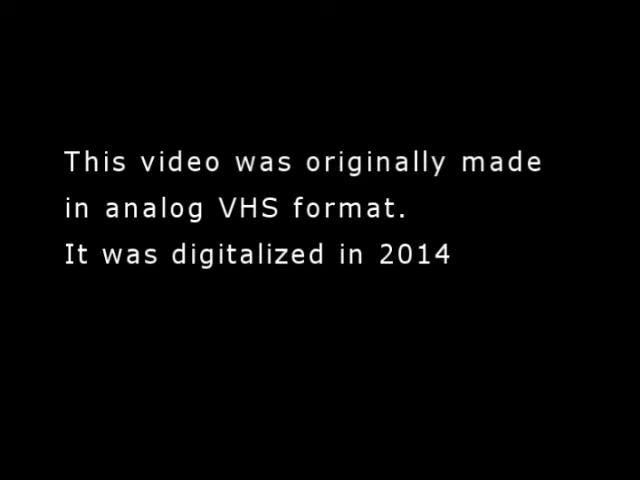 This video was originally made
in analog VHS format.
It was digitalized in 2014